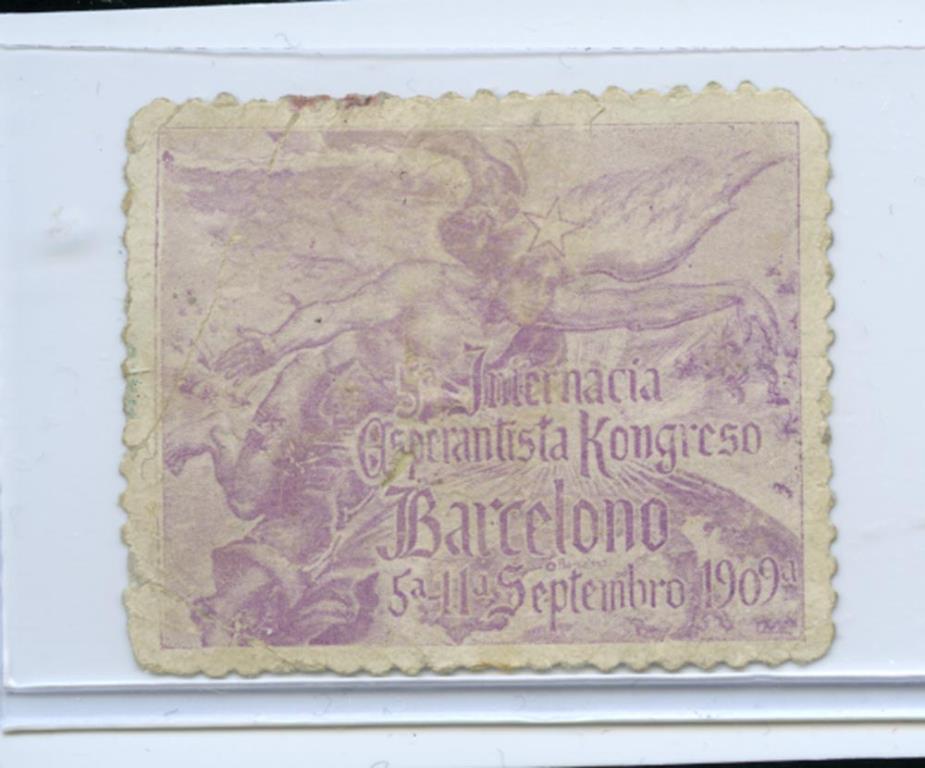 5a Internacia
Esperantista Kongreso
Barcelono
5a-11a Septembro 1909a